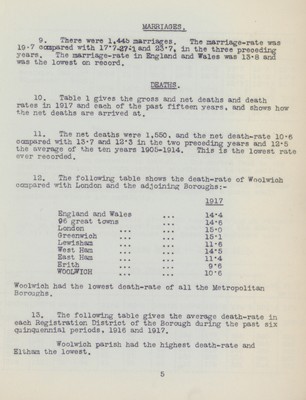 MARRIAGES.
9. There were 1,445 marriages. The marriage-rate was
19·7 compared with 17·7 27·1 and 23·7, in the three preceding
years. The marriage-rate in England and Wales was 13·8 and
was the lowest on record.
DEATHS.
10. Table 1 gives the gross and net deaths and death
rates in 1917 and each of the past fifteen years, and shows how
the net deaths are arrived at.
11. The net deaths were 1,550, and the net death-rate 10·6
compared with 13·7 and 12·3 in the two preceding years and 12·5
the average of the ten years 1905-1914. This is the lowest rate
ever recorded.
12. The following table shows the death-rate of Woolwich
compared with London and the adjoining Boroughs:-
1917
England and Wales ... 14·4
96 great towns ... 14·6
London ... ... 15·0
Greenwich ... ... 15·1
Lewisham ... ... 11·6
West Ham ... ... 14·5
East Ham ... ... 11·4
Erith ... ... 9·6
WOOLWICH ... ... 10·6
Woolwich had the lowest death-rate of all the Metropolitan
Boroughs.
13. The following table gives the average death-rate in
each Registration District of the Borough during the past six
quinquennial periods, 1916 and 1917.
Woolwich parish had the highest death-rate and
Eltham the lowest.
5